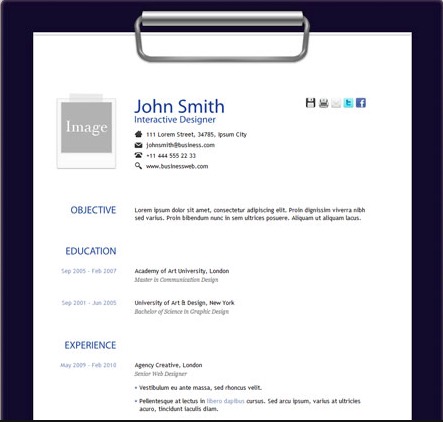 Image
John Smith
Interactive Designer
111 Lorem Street, 34785, Ipsum City
johnsmith@business.com
+11 444 555 22 33
www.businessweb.com
OBJECTIVE
Lorem ipsum dolor sit amet, consectetur adipiscing elit. Proin dignissim viverra nibh
sed varius. Proin bibendum nunc in sem ultrices posuere. Aliquam ut aliquam lacus.
EDUCATION
Sep 2005 - Feb 2007
Academy of Art University, London
Master in Communication Design
Sep 2001 - Jun 2005
University of Art & Design, New York
Bachelor of Science in Graphic Design
EXPERIENCE
May 2009 - Feb 2010
Agency Creative, London
Senior Web Designer
• Vestibulum eu ante massa, sed rhoncus velit.
• Pellentesque at lectus in libero dapibus cursus. Sed arcu ipsum, varius at ultricies
acuro, tincidunt iaculis diam.